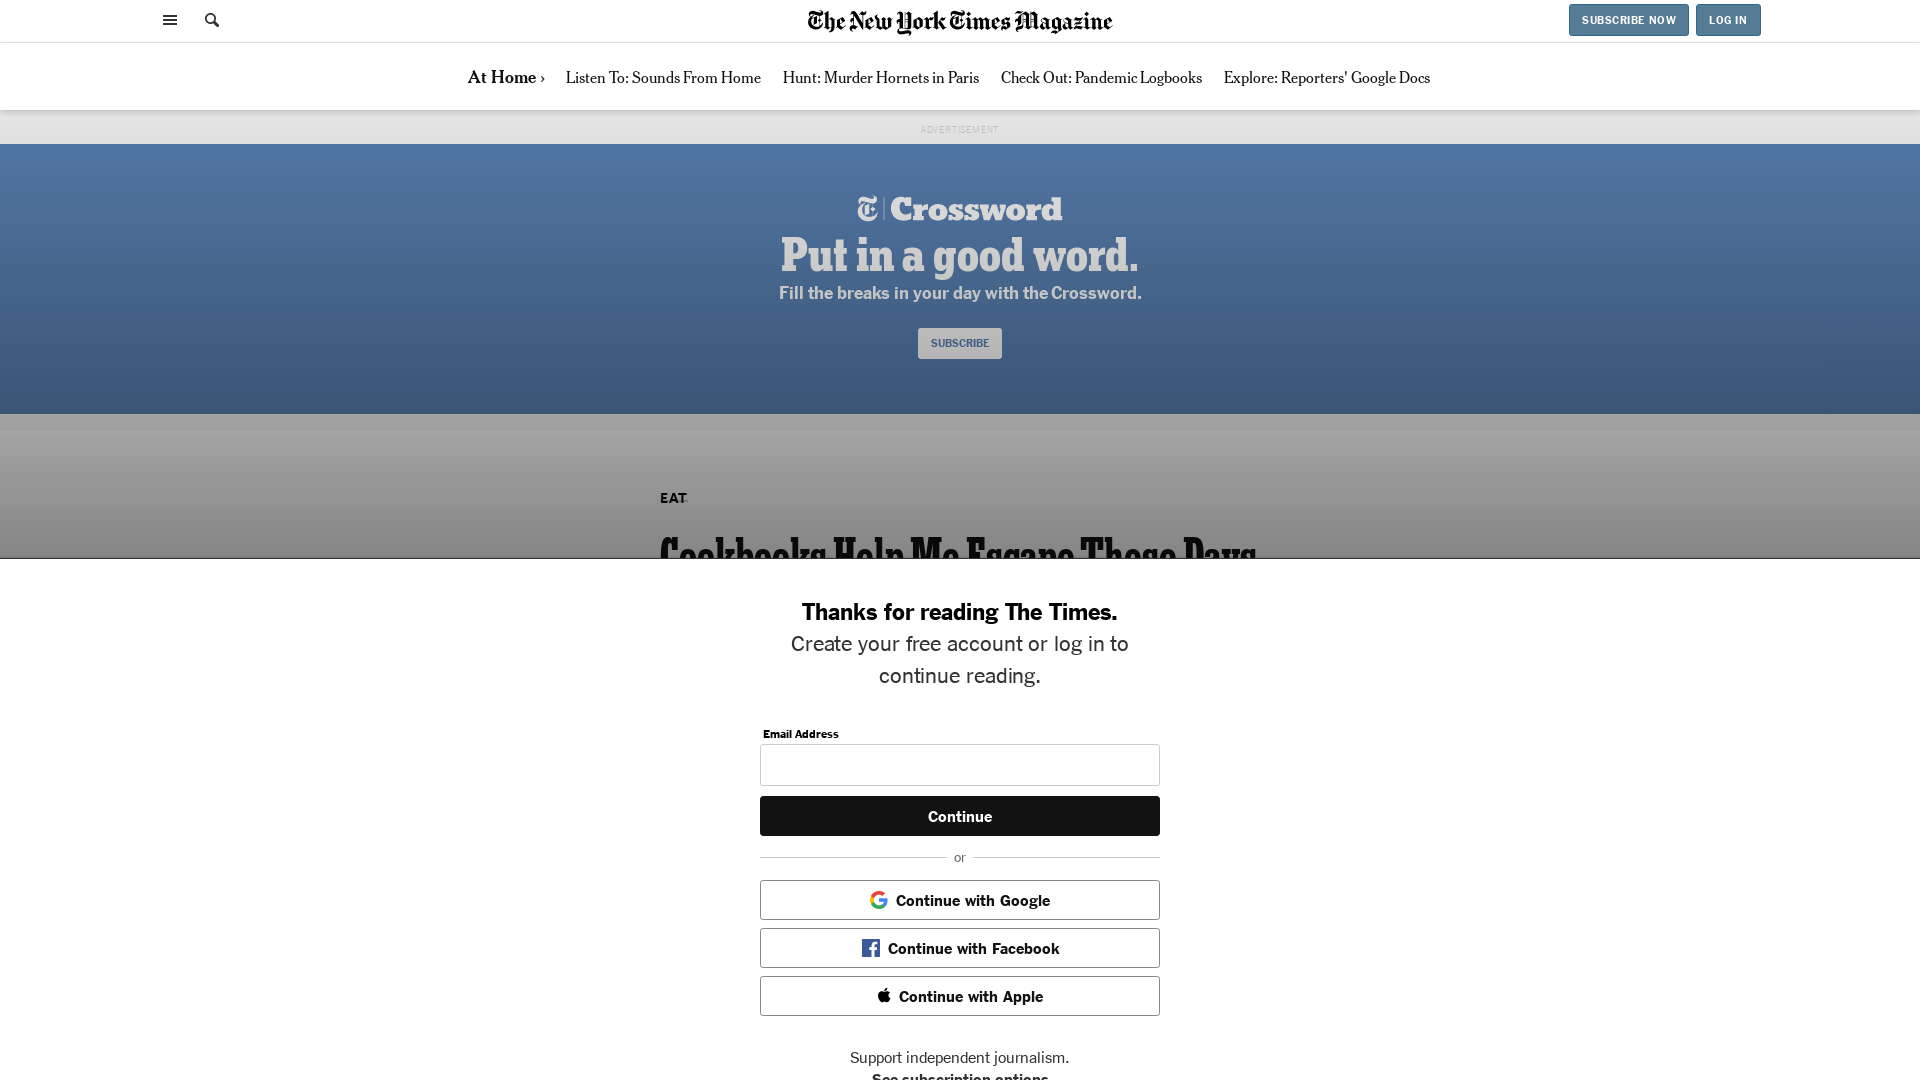 The New York Times Magazine
SUBSCRIBE NOW
LOG IN
At Home ›
Listen To: Sounds From Home
Hunt: Murder Hornets in Paris
Check Out: Pandemic Logbooks
Explore: Reporters' Google Docs
ADVERTISEMENT
T | Crossword
Put in a good word.
Fill the breaks in your day with the Crossword.
SUBSCRIBE
EAT
Cookbooks Help Me Escape These Days
Thanks for reading The Times.
Create your free account or log in to
continue reading.
Email Address
Continue
or
Continue with Google
Continue with Facebook
Continue with Apple
Support independent journalism.
See subscription options